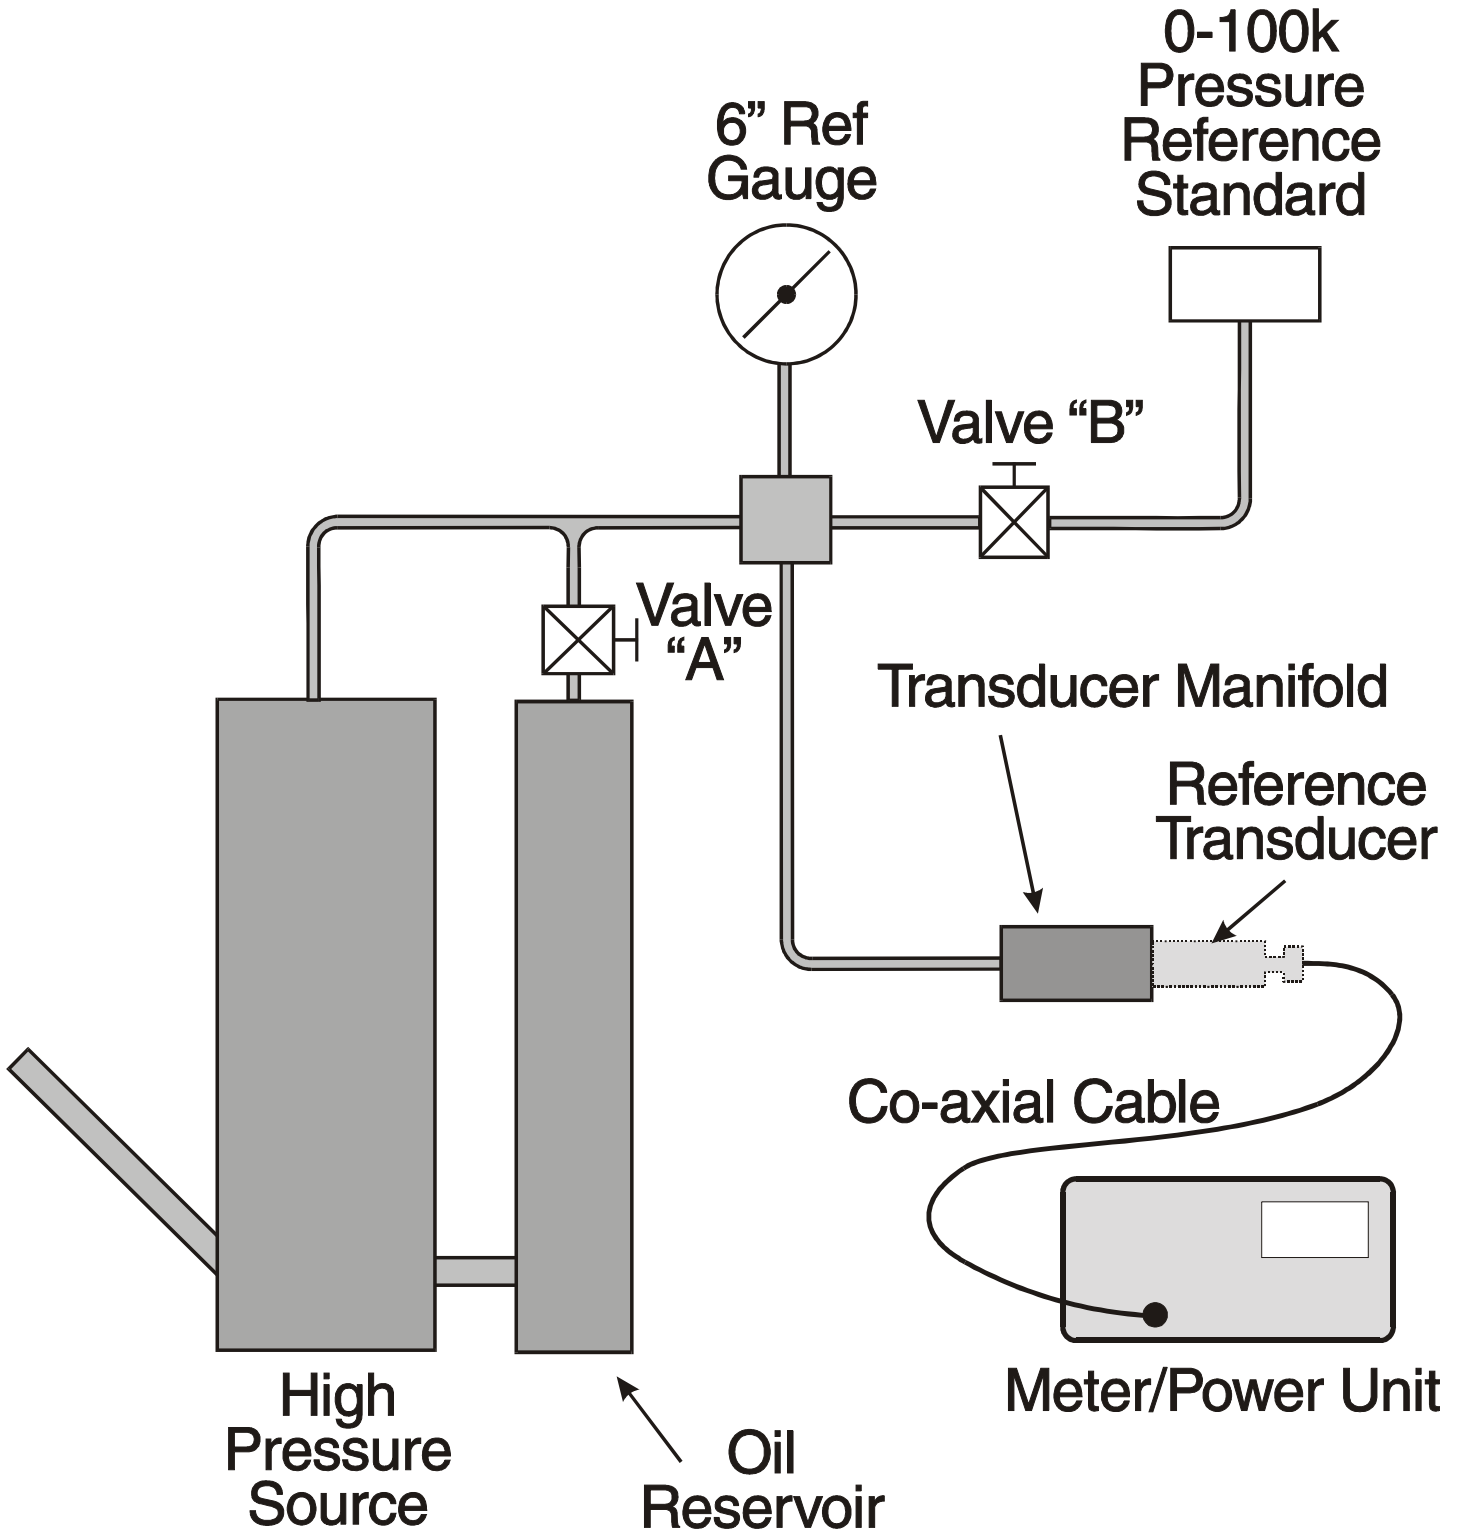 0-100k
Pressure
Reference
Standard
6” Ref
Gauge
Valve “B”
Valve
“A”
Transducer Manifold
Reference
Transducer
Co-axial Cable
Meter/Power Unit
High
Pressure
Source
Oil
Reservoir